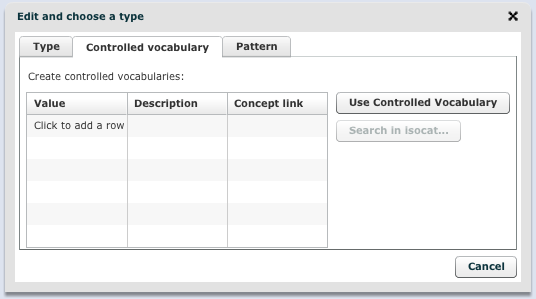 Edit and choose a type
Type Controlled vocabulary Pattern
Create controlled vocabularies:
Value Description Concept link
Click to add a row
Use Controlled Vocabulary
Search in isocat...
Cancel